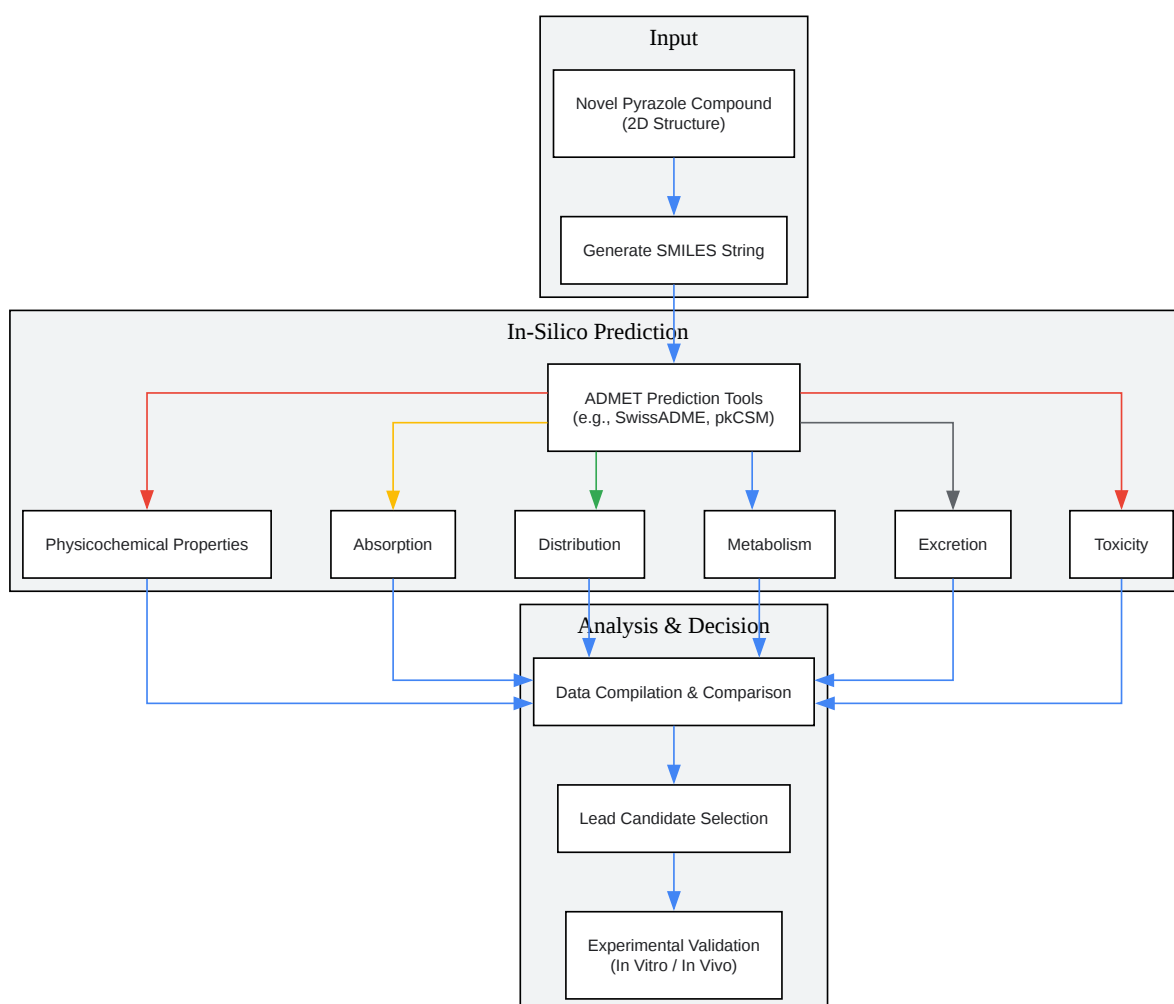 Input
Novel Pyrazole Compound
(2D Structure)
Generate SMILES String
In-Silico Prediction
ADMET Prediction Tools
(e.g., SwissADME, pkCSM)
Physicochemical Properties
Absorption
Distribution
Metabolism
Excretion
Toxicity
Analysis & Decision
Data Compilation & Comparison
Lead Candidate Selection
Experimental Validation
(In Vitro / In Vivo)